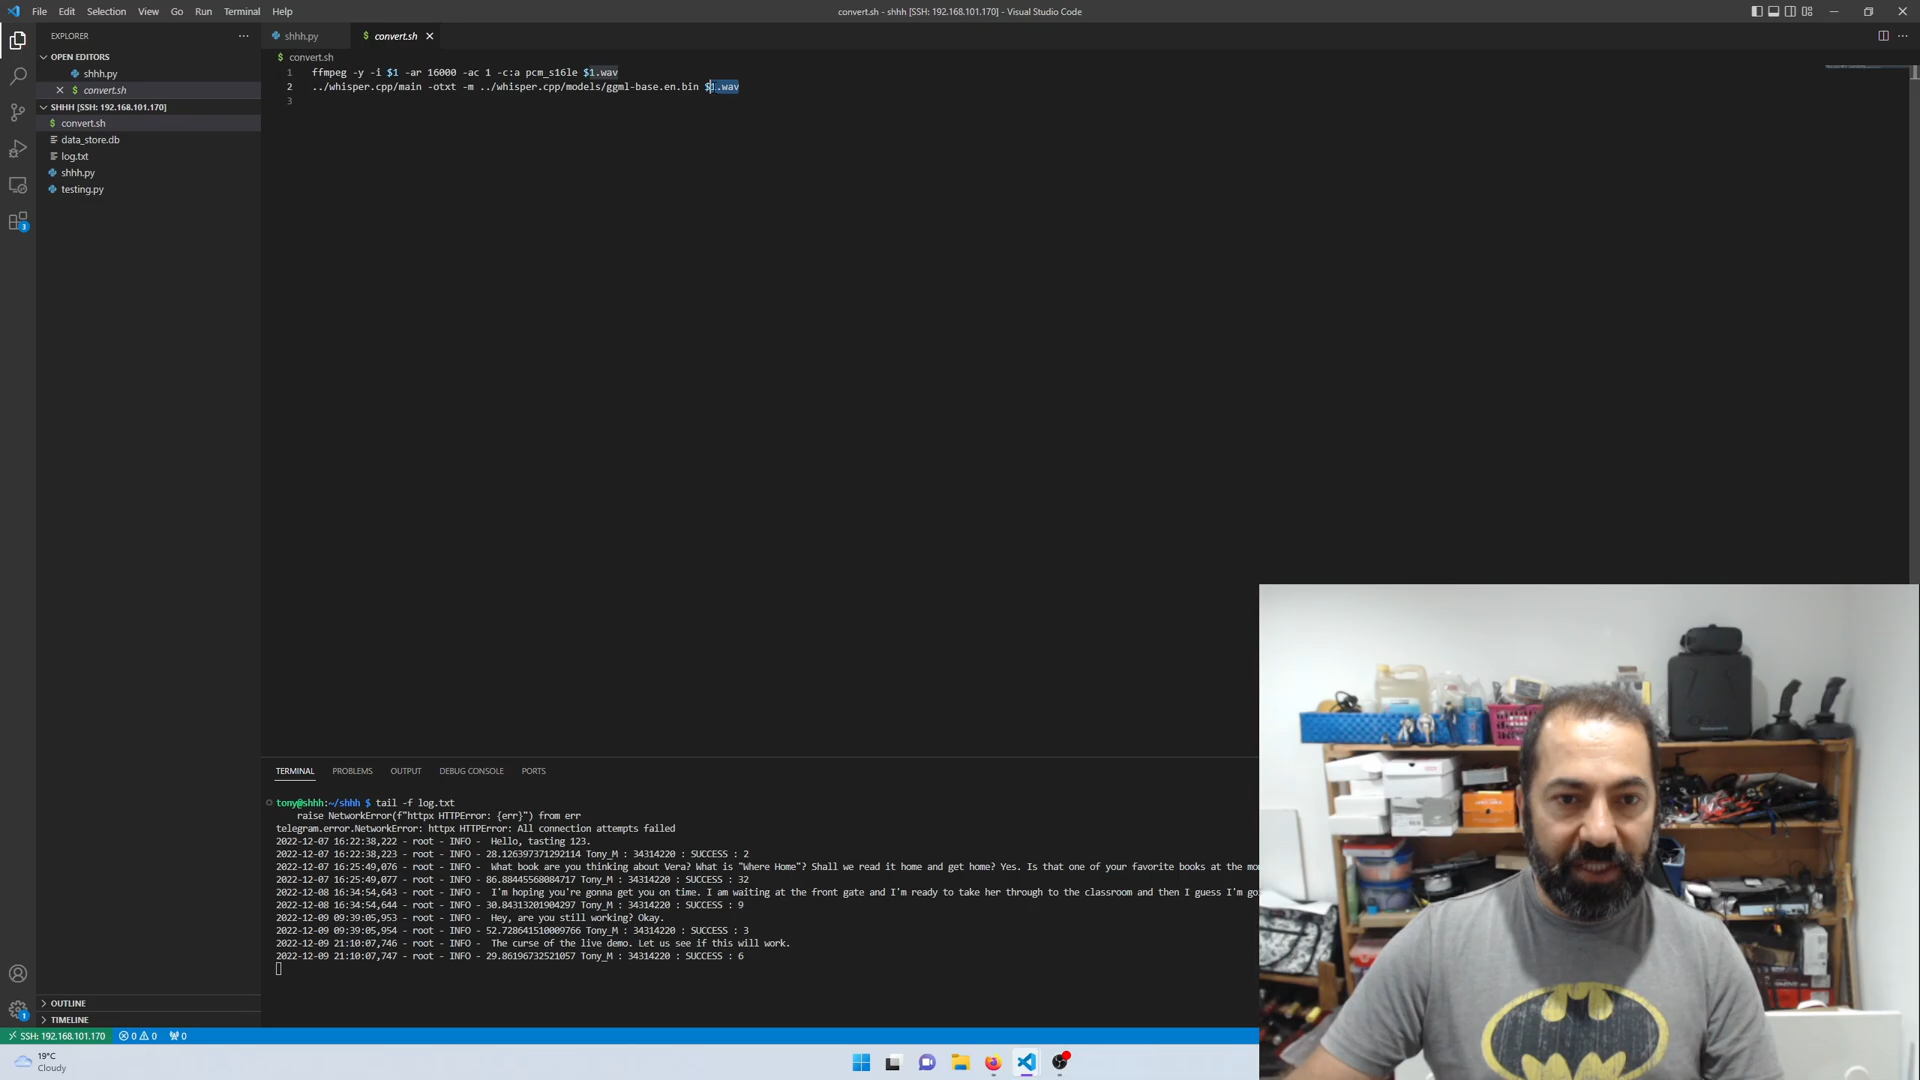 File Edit Selection View Go Run Terminal Help
convert.sh - shhh [SSH: 192.168.101.170] - Visual Studio Code
EXPLORER
OPEN EDITORS
shhh.py
convert.sh
SHHH [SSH: 192.168.101.170]
convert.sh
data_store.db
log.txt
shhh.py
testing.py
3
OUTLINE
TIMELINE
1
shhh.py
convert.sh
convert.sh
1 ffmpeg -y -i $1 -ar 16000 -ac 1 -c:a pcm_s16le $1.wav
2 ../whisper.cpp/main -otxt -m ../whisper.cpp/models/ggml-base.en.bin $1.wav
3
TERMINAL PROBLEMS OUTPUT DEBUG CONSOLE PORTS
tony@shhh:~/shhh $ tail -f log.txt
raise NetworkError(f"httpx HTTPError: {err}") from err
telegram.error.NetworkError: httpx HTTPError: All connection attempts failed
2022-12-07 16:22:38,222 - root - INFO - Hello, tasting 123.
2022-12-07 16:22:38,223 - root - INFO - 28.126397371292114 Tony_M : 34314220 : SUCCESS : 2
2022-12-07 16:25:49,076 - root - INFO - What book are you thinking about Vera? What is "Where Home"? Shall we read it home and get home? Yes. Is that one of your favorite books at the mo
2022-12-07 16:25:49,077 - root - INFO - 86.88445568084717 Tony_M : 34314220 : SUCCESS : 32
2022-12-08 16:34:54,643 - root - INFO - I'm hoping you're gonna get you on time. I am waiting at the front gate and I'm ready to take her through to the classroom and then I guess I'm go
2022-12-08 16:34:54,644 - root - INFO - 30.84313201904297 Tony_M : 34314220 : SUCCESS : 9
2022-12-09 09:39:05,953 - root - INFO - Hey, are you still working? Okay.
2022-12-09 09:39:05,954 - root - INFO - 52.728641510009766 Tony_M : 34314220 : SUCCESS : 3
2022-12-09 21:10:07,746 - root - INFO - The curse of the live demo. Let us see if this will work.
2022-12-09 21:10:07,747 - root - INFO - 29.86196732521057 Tony_M : 34314220 : SUCCESS : 6
SSH: 192.168.101.170 0 0 0
19°C
Cloudy